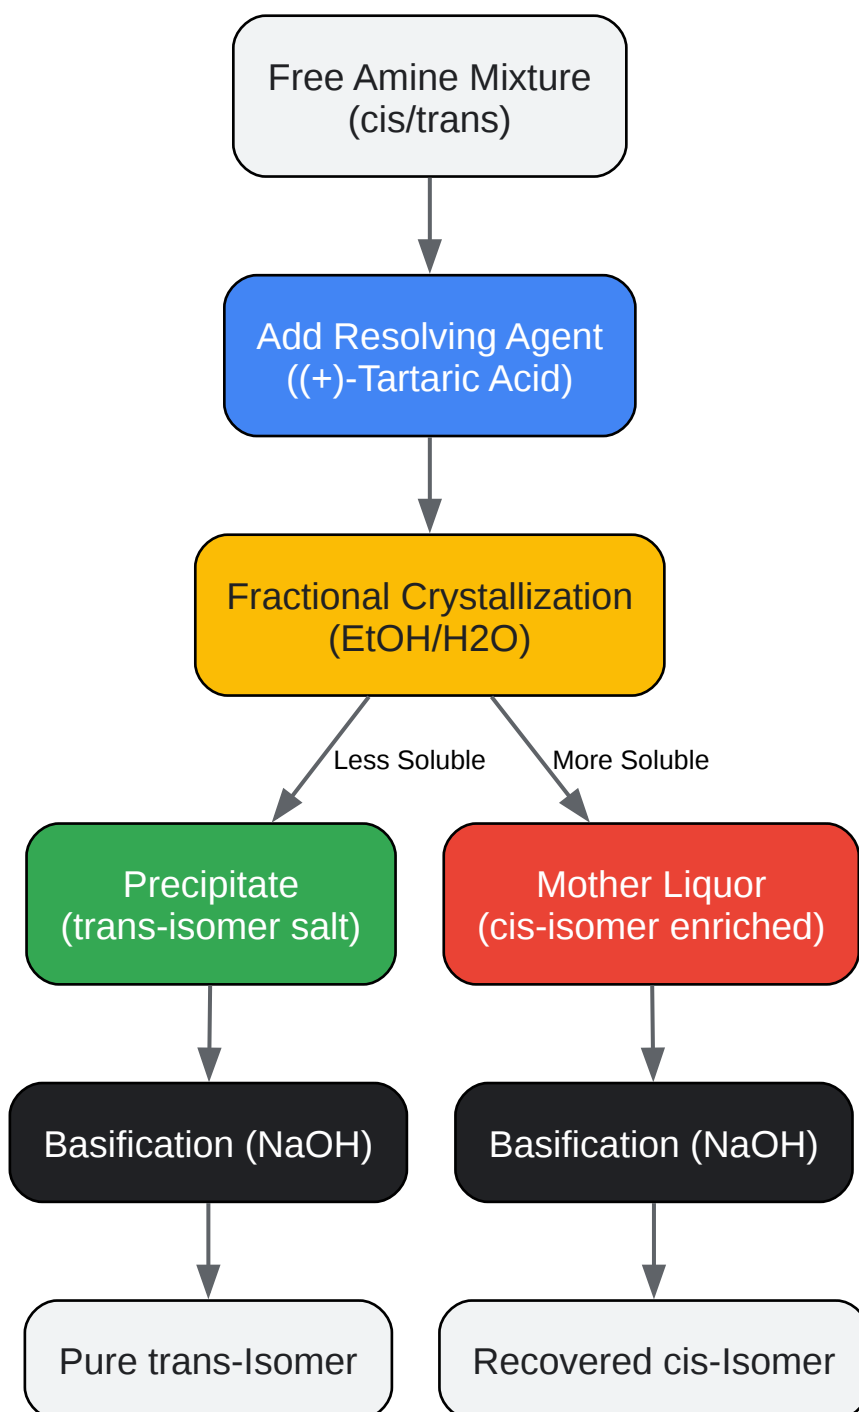 Free Amine Mixture
(cis/trans)
Add Resolving Agent
((+)-Tartaric Acid)
Fractional Crystallization
(EtOH/H2O)
Less Soluble
More Soluble
Precipitate
(trans-isomer salt)
Mother Liquor
(cis-isomer enriched)
Basification (NaOH)
Basification (NaOH)
Pure trans-Isomer
Recovered cis-Isomer